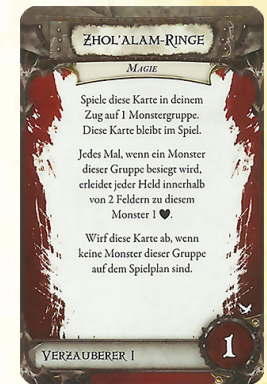 ZHOL'ALAM-RINGE
MAGIE
Spiele diese Karte in deinem
Zug auf 1 Monstergruppe.
Diese Karte bleibt im Spiel.
Jedes Mal, wenn ein Monster
dieser Gruppe besiegt wird,
erleidet jeder Held innerhalb
von 2 Feldern zu diesem
Monster 1 ♥.
Wirf diese Karte ab, wenn
keine Monster dieser Gruppe
auf dem Spielplan sind.
VERZAUBERER I
1